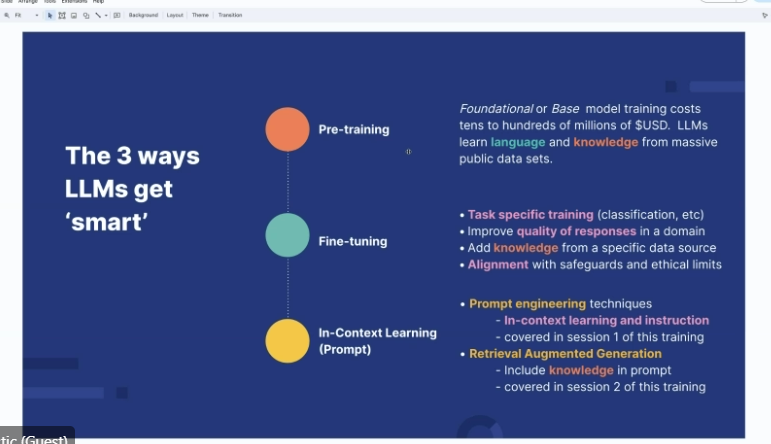 Slide Arrange Tools Extensions Help
Fit Background Layout Theme Transition
The 3 ways
LLMs get
‘smart’
Pre-training
Foundational or Base model training costs
tens to hundreds of millions of $USD. LLMs
learn language and knowledge from massive
public data sets.
Fine-tuning
• Task specific training (classification, etc)
• Improve quality of responses in a domain
• Add knowledge from a specific data source
• Alignment with safeguards and ethical limits
In-Context Learning
(Prompt)
• Prompt engineering techniques
- In-context learning and instruction
- covered in session 1 of this training
• Retrieval Augmented Generation
- Include knowledge in prompt
- covered in session 2 of this training
tic (Guest)